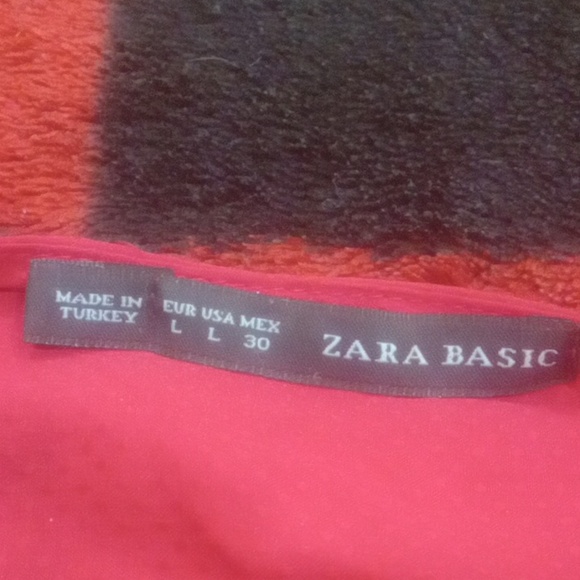 MADE IN
TURKEY
EUR USA MEX
L L 30
ZARA BASIC